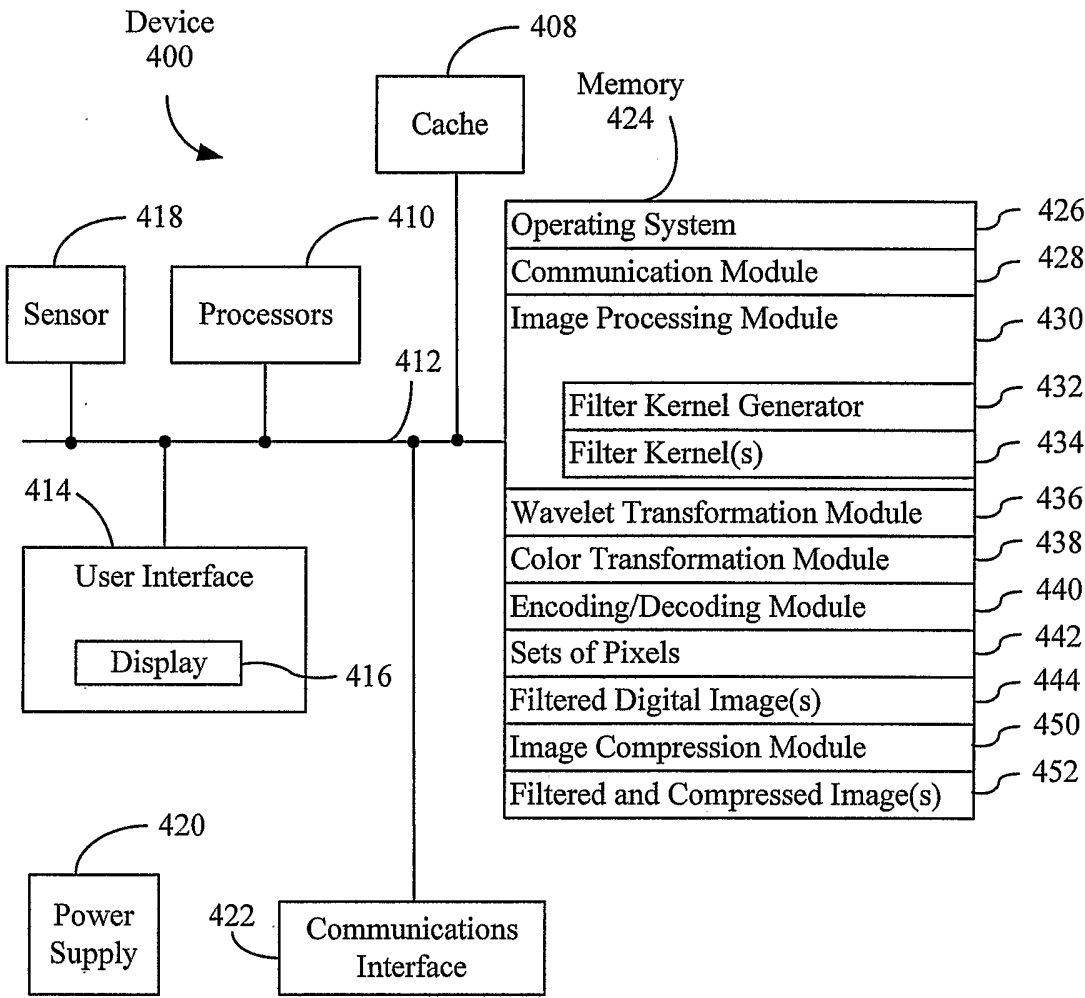 Device
400
408
Cache
Memory
424
418
410
Sensor
Processors
412
Operating System
426
Communication Module
428
Image Processing Module
430
Filter Kernel Generator
432
Filter Kernel(s)
434
Wavelet Transformation Module
436
Color Transformation Module
438
Encoding/Decoding Module
440
Sets of Pixels
442
Filtered Digital Image(s)
444
Image Compression Module
450
Filtered and Compressed Image(s)
452
414
User Interface
Display
416
420
Power
Supply
422
Communications
Interface